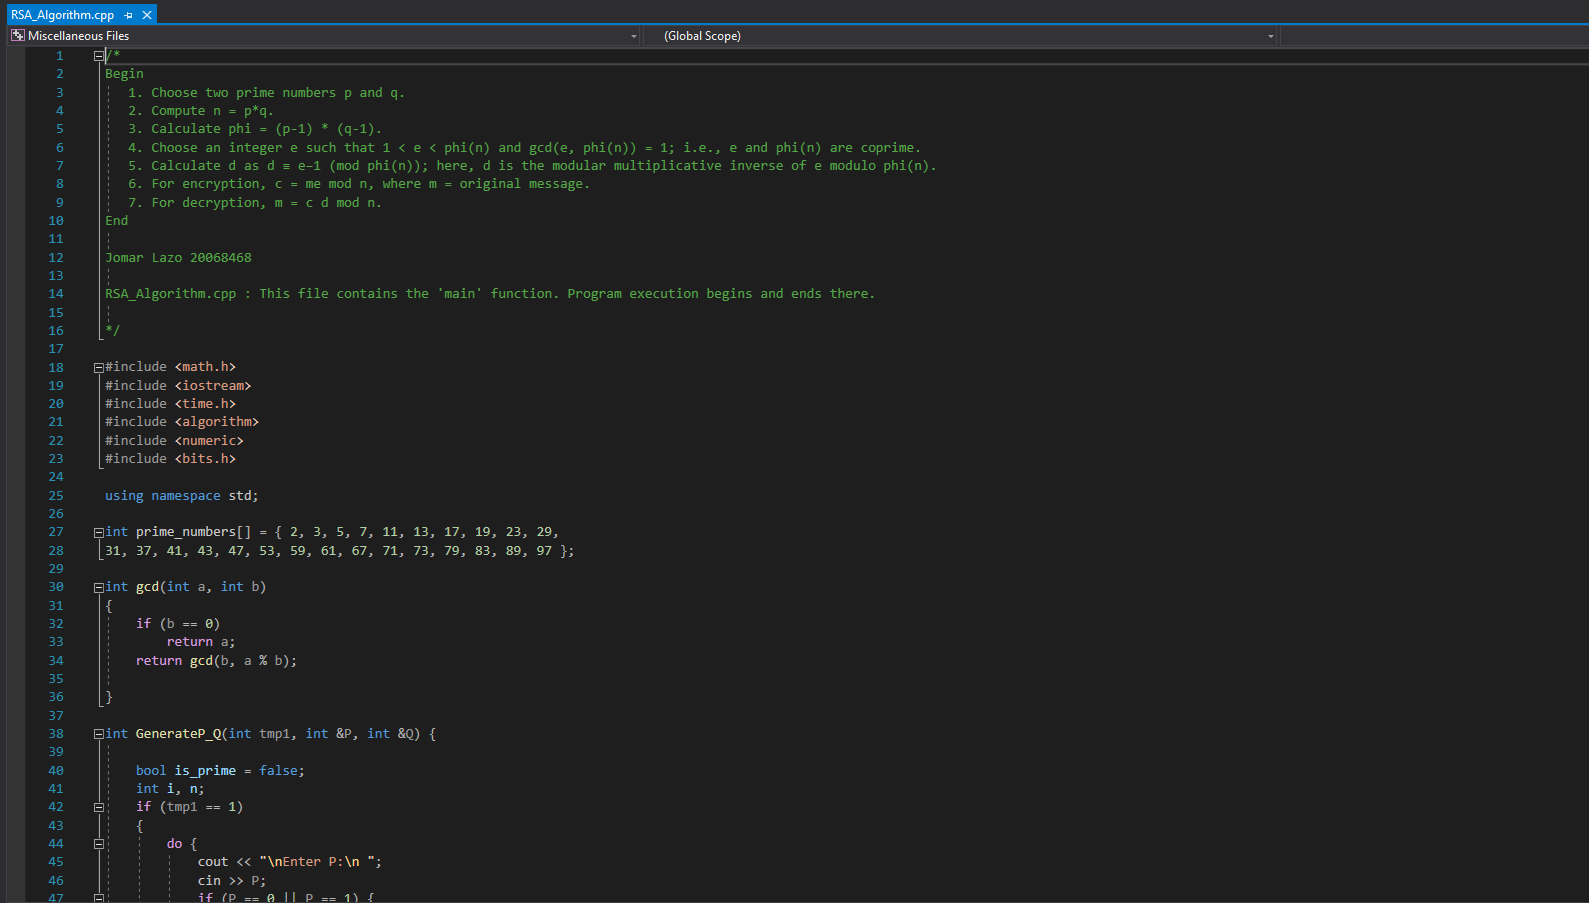 RSA_Algorithm.cpp
Miscellaneous Files (Global Scope)
1 /*
2 Begin
3 1. Choose two prime numbers p and q.
4 2. Compute n = p*q.
5 3. Calculate phi = (p-1) * (q-1).
6 4. Choose an integer e such that 1 < e < phi(n) and gcd(e, phi(n)) = 1; i.e., e and phi(n) are coprime.
7 5. Calculate d as d ≡ e−1 (mod phi(n)); here, d is the modular multiplicative inverse of e modulo phi(n).
8 6. For encryption, c = me mod n, where m = original message.
9 7. For decryption, m = c d mod n.
10 End
11
12 Jomar Lazo 20068468
13
14 RSA_Algorithm.cpp : This file contains the 'main' function. Program execution begins and ends there.
15
16 */
17
18 #include <math.h>
19 #include <iostream>
20 #include <time.h>
21 #include <algorithm>
22 #include <numeric>
23 #include <bits.h>
24
25 using namespace std;
26
27 int prime_numbers[] = { 2, 3, 5, 7, 11, 13, 17, 19, 23, 29,
28 31, 37, 41, 43, 47, 53, 59, 61, 67, 71, 73, 79, 83, 89, 97 };
29
30 int gcd(int a, int b)
31 {
32 if (b == 0)
33 return a;
34 return gcd(b, a % b);
35
36 }
37
38 int GenerateP_Q(int tmp1, int &P, int &Q) {
39
40 bool is_prime = false;
41 int i, n;
42 if (tmp1 == 1)
43 {
44 do {
45 cout << "\nEnter P:\n ";
46 cin >> P;
47 if (P == 0 || P == 1) {